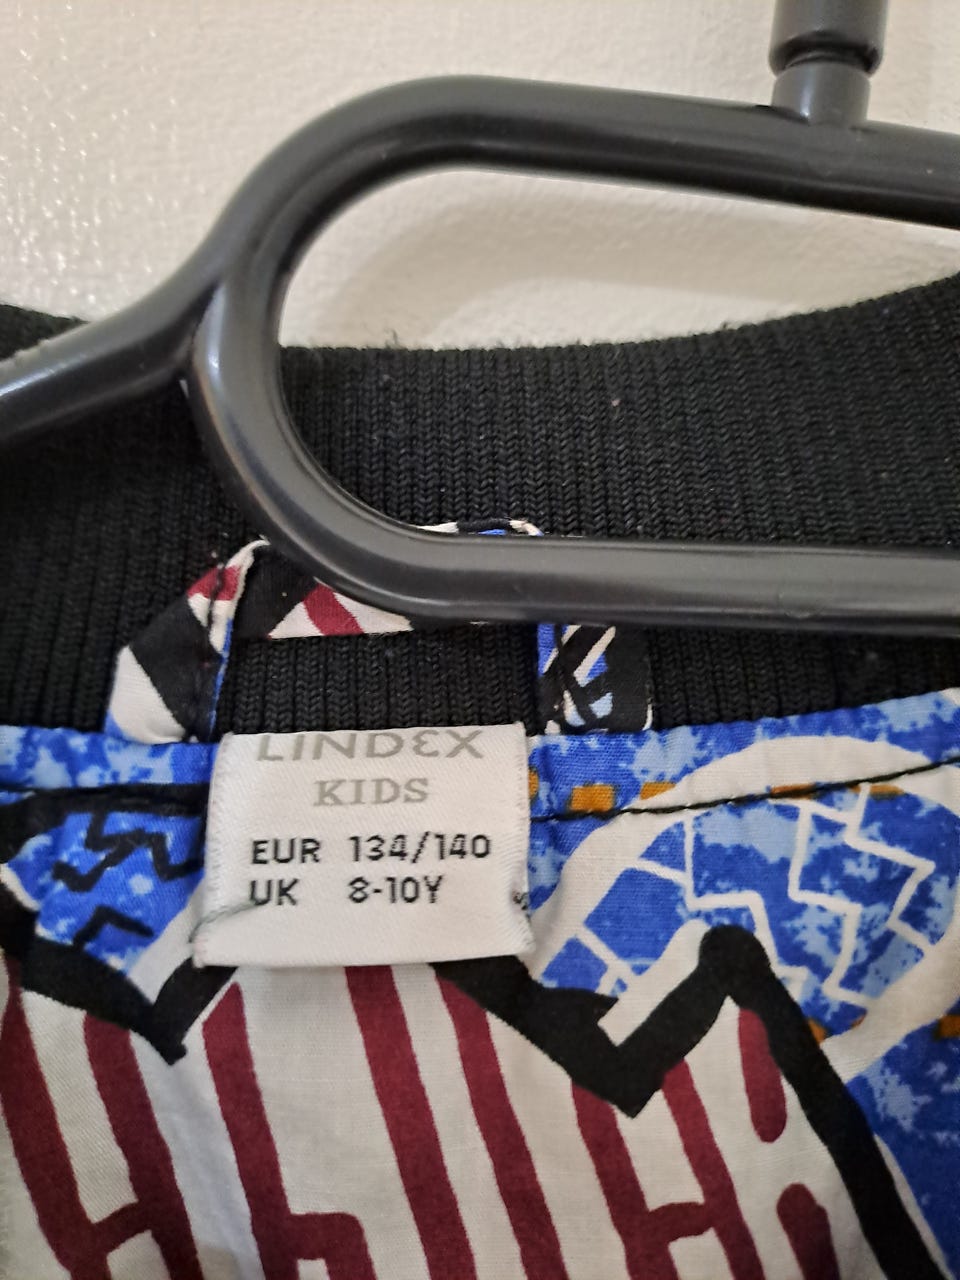 LINDEX
KIDS
EUR 134/140
UK 8-10Y